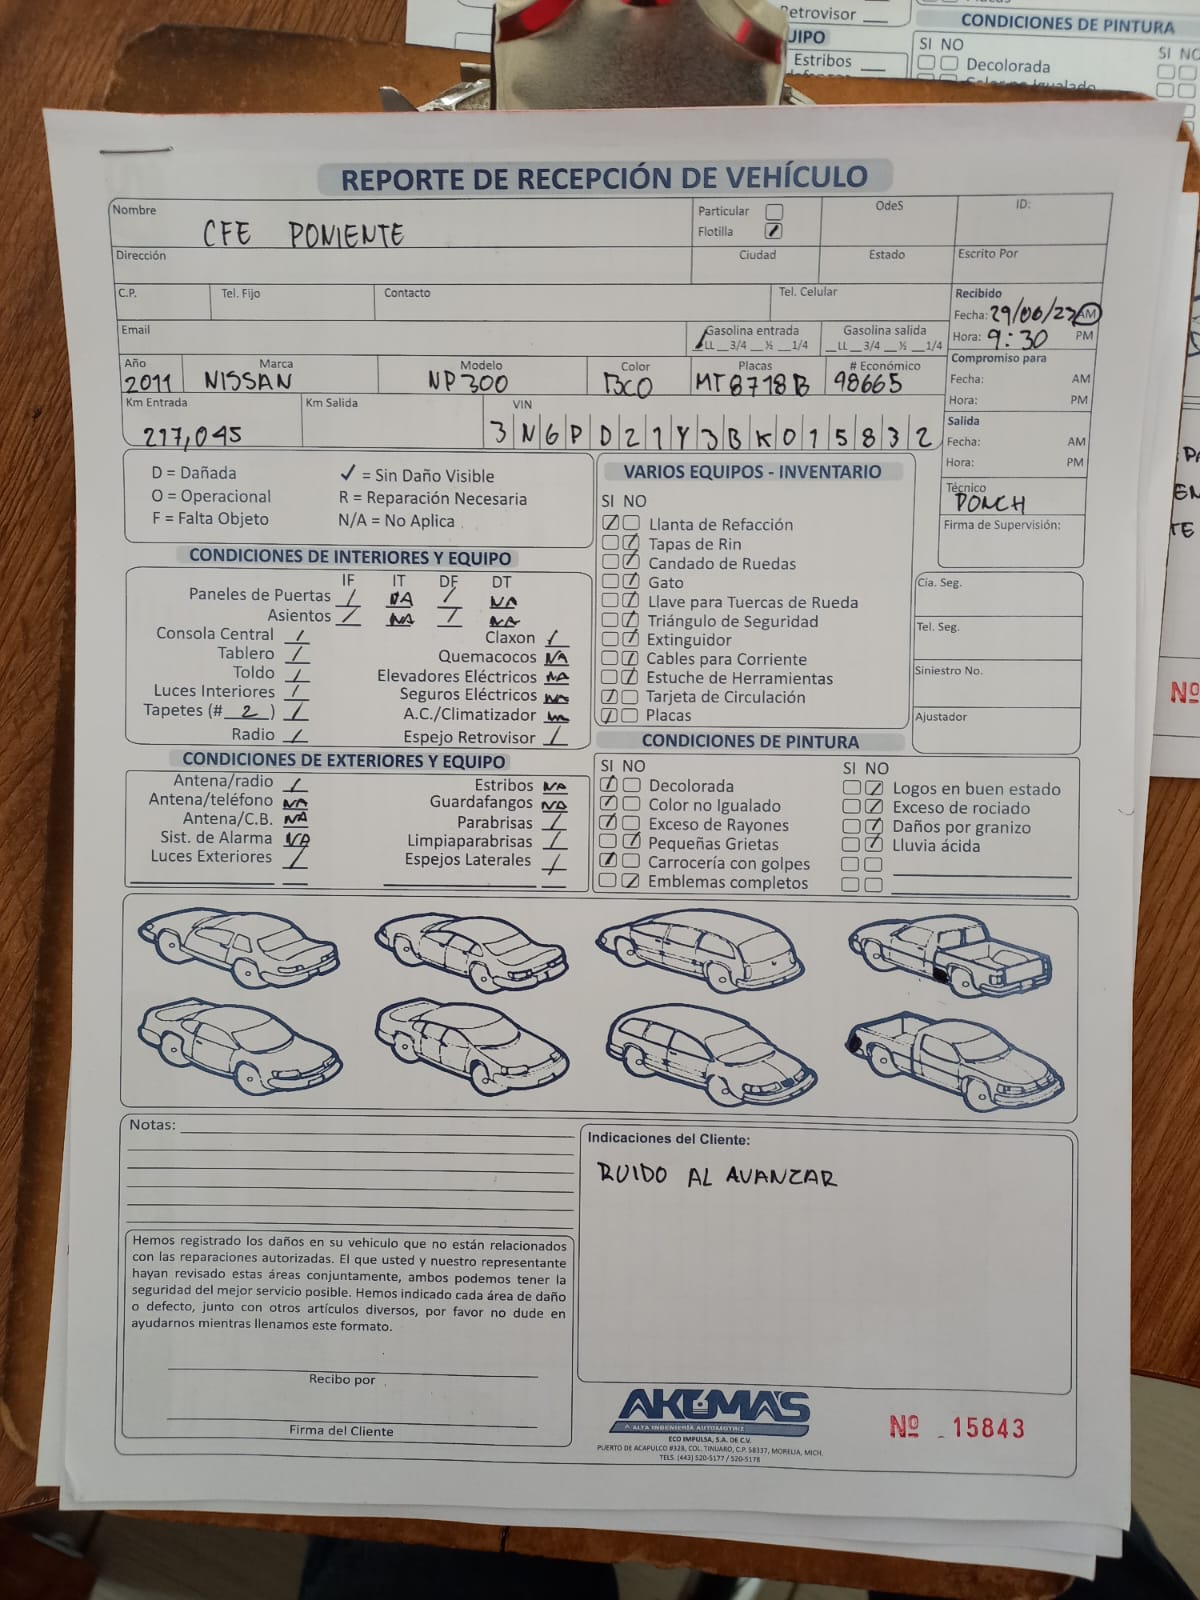 etrovisor
UIPO
Estribos
CONDICIONES DE PINTURA
SI NO
SI NO
Decolorada
REPORTE DE RECEPCIÓN DE VEHÍCULO
Nombre
CFE PONIENTE
Particular
Flotilla
OdeS
ID:
Dirección
Ciudad
Estado
Escrito Por
C.P.
Tel. Fijo
Contacto
Tel. Celular
Recibido
Fecha: 29/06/23 AM
Hora: 9:30 PM
Email
Gasolina entrada
LL 3/4 ½ 1/4
Gasolina salida
LL 3/4 ½ 1/4
Año
2011
Marca
NISSAN
Modelo
NP300
Color
BCO
Placas
MT8718B
# Económico
98665
Compromiso para
Fecha: AM
Hora: PM
Km Entrada
217,045
Km Salida
VIN
3N6PD21Y3BK015832
Salida
Fecha: AM
Hora: PM
Técnico
PONCH
Firma de Supervisión:
D = Dañada
O = Operacional
F = Falta Objeto
✓ = Sin Daño Visible
R = Reparación Necesaria
N/A = No Aplica
CONDICIONES DE INTERIORES Y EQUIPO
IF IT DF DT
Paneles de Puertas / NA / NA
Asientos / NA / NA
Consola Central /
Tablero /
Toldo /
Luces Interiores /
Tapetes (# 2 ) /
Radio /
Claxon /
Quemacocos NA
Elevadores Eléctricos NA
Seguros Eléctricos NA
A.C./Climatizador
Espejo Retrovisor /
VARIOS EQUIPOS - INVENTARIO
SI NO
Llanta de Refacción
Tapas de Rin
Candado de Ruedas
Gato
Llave para Tuercas de Rueda
Triángulo de Seguridad
Extinguidor
Cables para Corriente
Estuche de Herramientas
Tarjeta de Circulación
Placas
Cia. Seg.
Tel. Seg.
Siniestro No.
Ajustador
CONDICIONES DE EXTERIORES Y EQUIPO
Antena/radio /
Antena/teléfono NA
Antena/C.B. NA
Sist. de Alarma NA
Luces Exteriores /
Estribos NA
Guardafangos NA
Parabrisas /
Limpiaparabrisas /
Espejos Laterales /
CONDICIONES DE PINTURA
SI NO
Decolorada
Color no Igualado
Exceso de Rayones
Pequeñas Grietas
Carrocería con golpes
Emblemas completos
SI NO
Logos en buen estado
Exceso de rociado
Daños por granizo
Lluvia ácida
Notas:
Indicaciones del Cliente:
RUIDO AL AVANZAR
Hemos registrado los daños en su vehiculo que no están relacionados
con las reparaciones autorizadas. El que usted y nuestro representante
hayan revisado estas áreas conjuntamente, ambos podemos tener la
seguridad del mejor servicio posible. Hemos indicado cada área de daño
o defecto, junto con otros artículos diversos, por favor no dude en
ayudarnos mientras llenamos este formato.
Recibo por
Firma del Cliente
AKUMAS
ALTA INGENIERÍA AUTOMOTRIZ
ECO IMPULSA, S.A. DE C.V.
PUERTO DE ACAPULCO #328, COL. TINIJARO, C.P. 58337, MORELIA, MICH.
TELS. (443) 520-5177 / 520-5178
Nº 15843
Nº